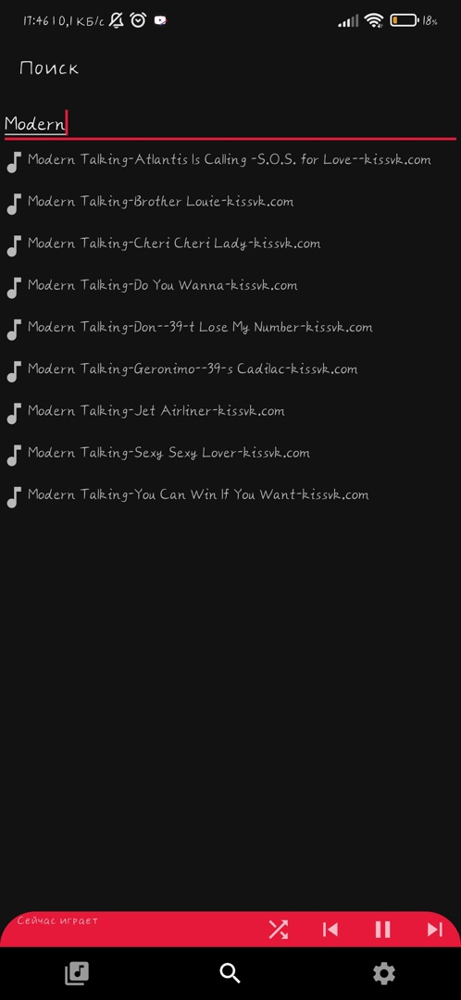 17:46 | 0,1 КБ/с 18%
Поиск
Modern
Modern Talking-Atlantis Is Calling -S.O.S. for Love--kissvk.com
Modern Talking-Brother Louie-kissvk.com
Modern Talking-Cheri Cheri Lady-kissvk.com
Modern Talking-Do You Wanna-kissvk.com
Modern Talking-Don--39-t Lose My Number-kissvk.com
Modern Talking-Geronimo--39-s Cadilac-kissvk.com
Modern Talking-Jet Airliner-kissvk.com
Modern Talking-Sexy Sexy Lover-kissvk.com
Modern Talking-You Can Win If You Want-kissvk.com
Сейчас играет